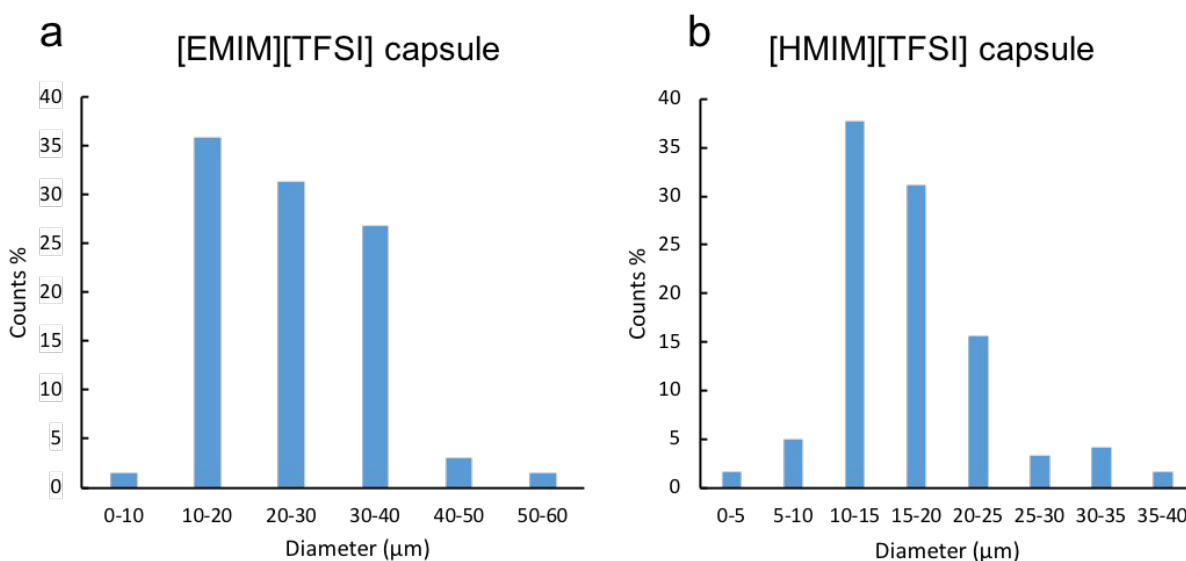 a
[EMIM][TFSI] capsule
40
35
30
25
20
15
10
5
0
Counts %
0-10 10-20 20-30 30-40 40-50 50-60
Diameter (µm)
b
[HMIM][TFSI] capsule
40
35
30
25
20
15
10
5
0
Counts %
0-5 5-10 10-15 15-20 20-25 25-30 30-35 35-40
Diameter (µm)